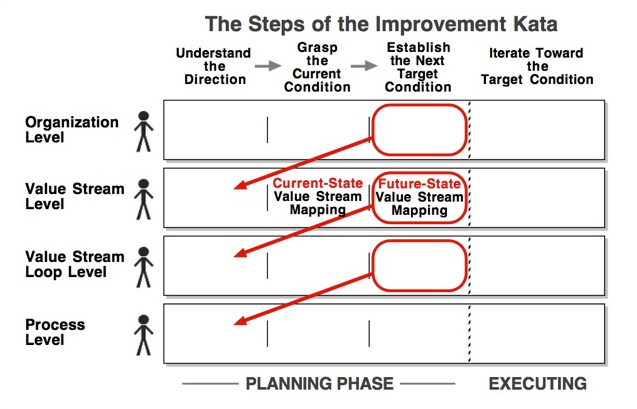 The Steps of the Improvement Kata
Understand
the
Direction
Grasp
the
Current
Condition
Establish
the Next
Target
Condition
Iterate Toward
the
Target Condition
Organization
Level
Value Stream
Level
Current-State
Value Stream
Mapping
Future-State
Value Stream
Mapping
Value Stream
Loop Level
Process
Level
PLANNING PHASE
EXECUTING